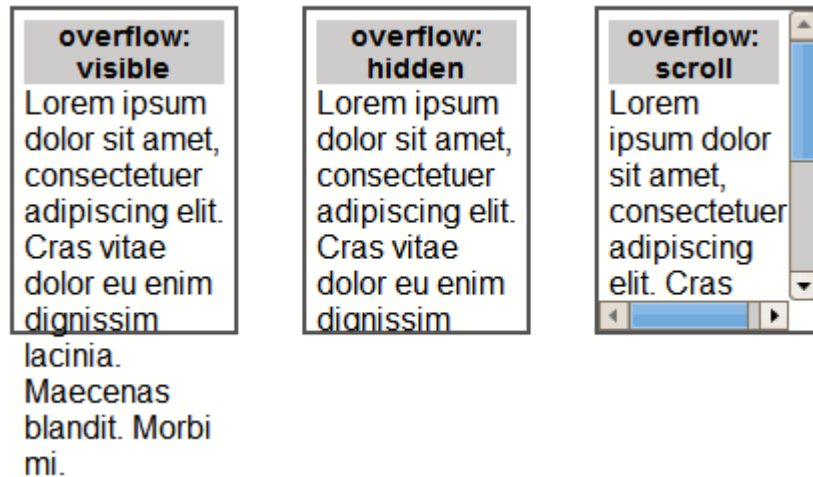 overflow:
visible
Lorem ipsum
dolor sit amet,
consectetuer
adipiscing elit.
Cras vitae
dolor eu enim
dignissim
lacinia.
Maecenas
blandit. Morbi
mi.
overflow:
hidden
Lorem ipsum
dolor sit amet,
consectetuer
adipiscing elit.
Cras vitae
dolor eu enim
dignissim
overflow:
scroll
Lorem
ipsum dolor
sit amet,
consectetuer
adipiscing
elit. Cras